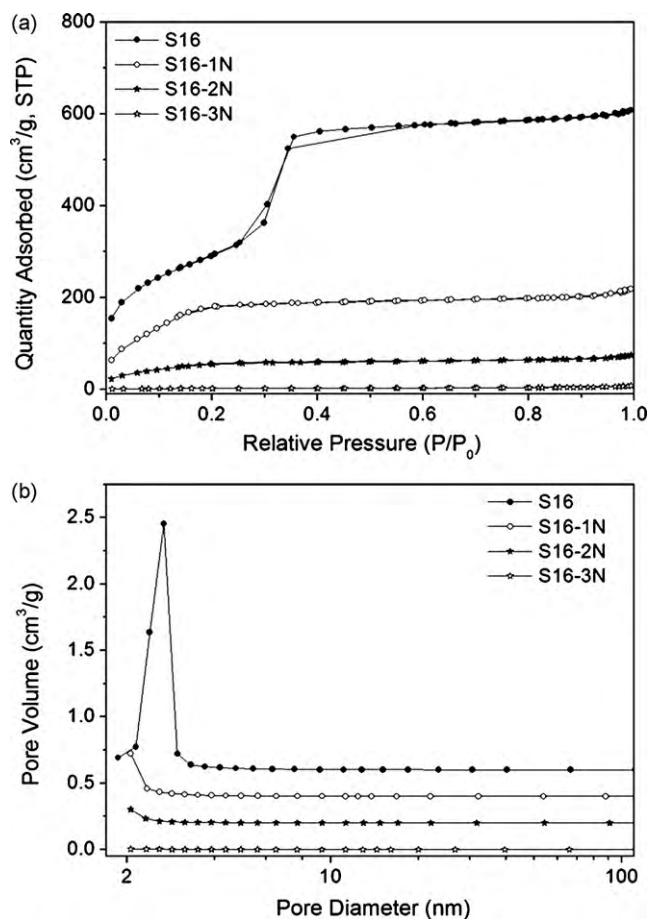 (a)
800
600
400
200
0
S16
S16-1N
S16-2N
S16-3N
Quantity Adsorbed (cm³/g, STP)
0.0 0.2 0.4 0.6 0.8 1.0
Relative Pressure (P/P₀)
(b)
2.5
2.0
1.5
1.0
0.5
0.0
S16
S16-1N
S16-2N
S16-3N
Pore Volume (cm³/g)
2 10 100
Pore Diameter (nm)